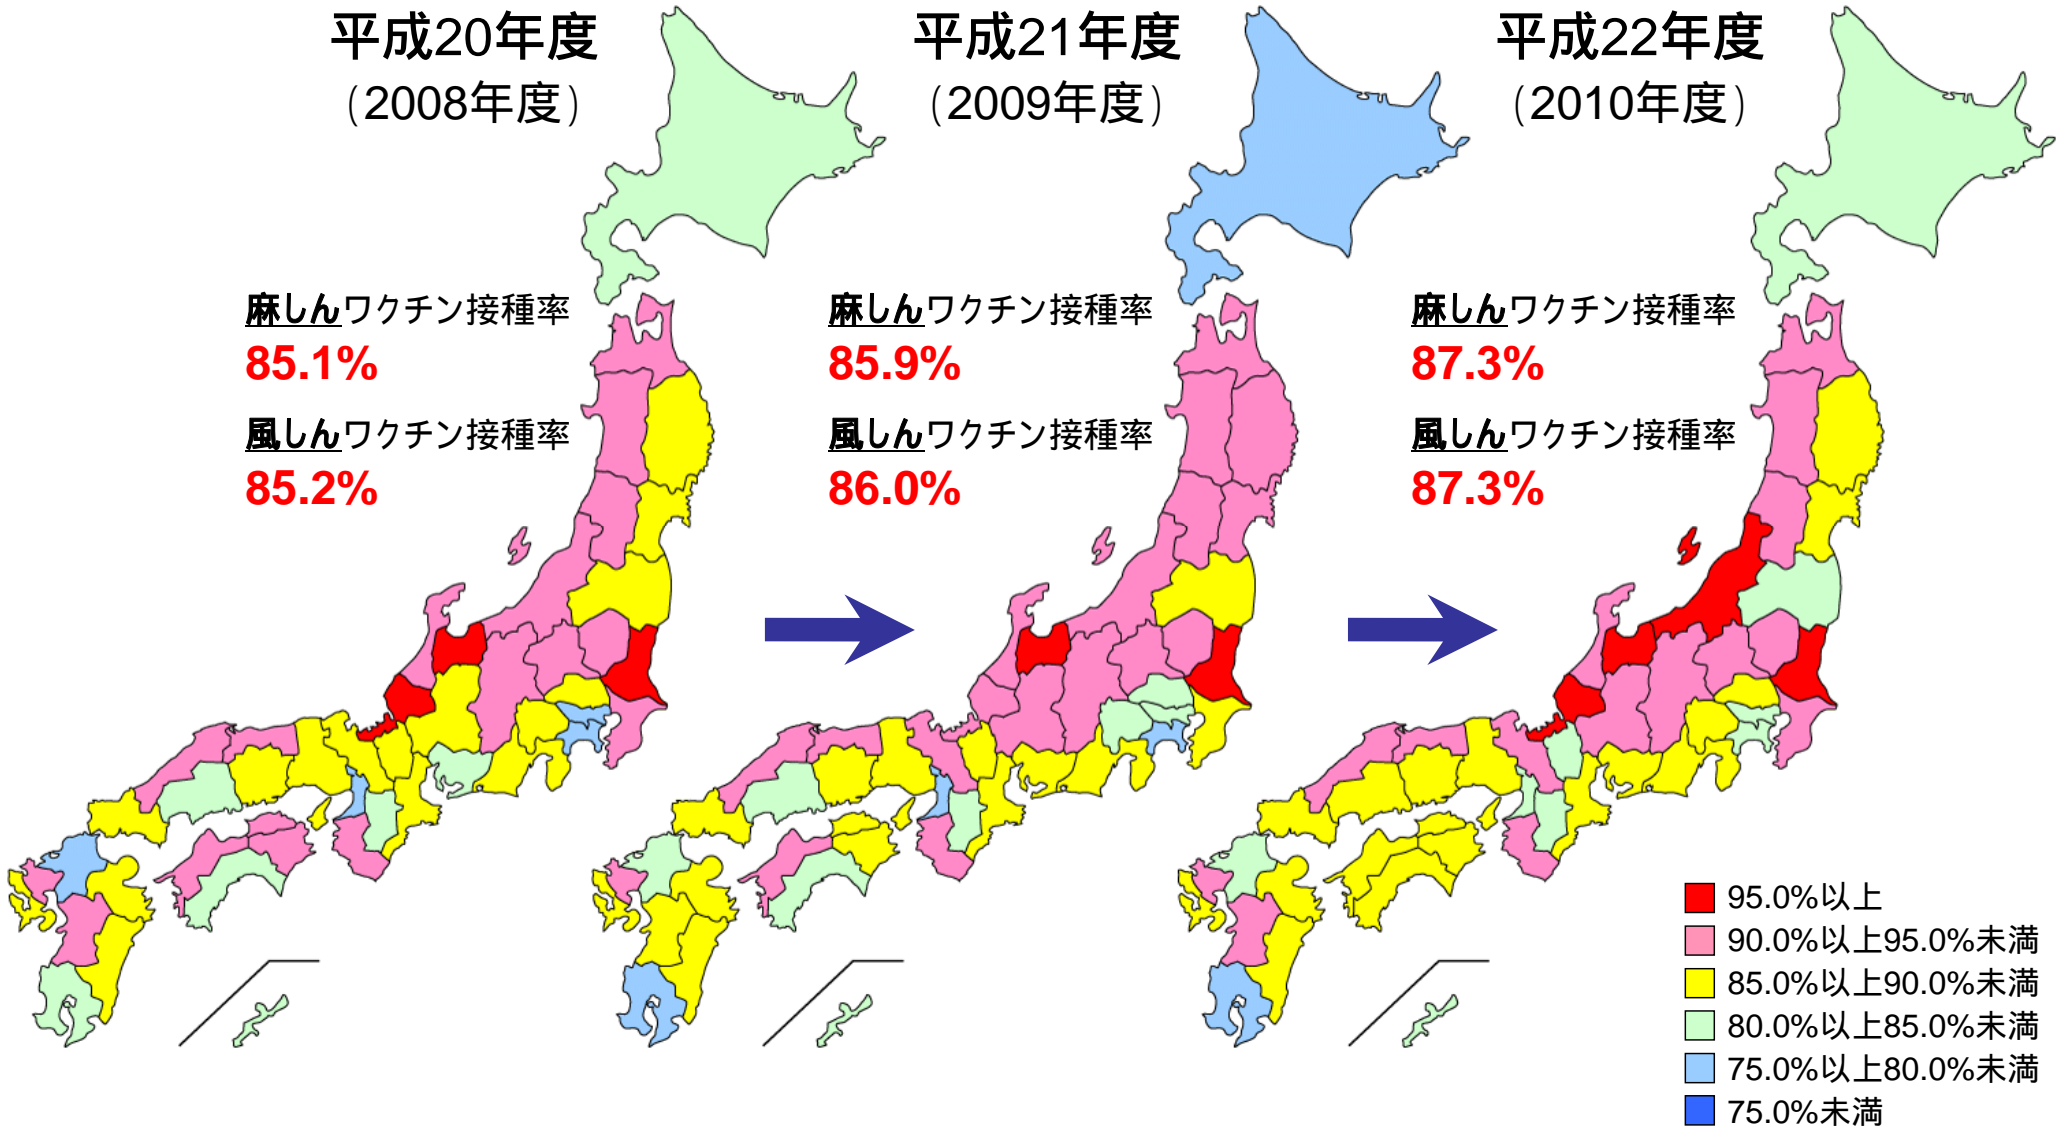 平成20年度
（2008年度）
麻しんワクチン接種率
85.1%
風しんワクチン接種率
85.2%
平成21年度
（2009年度）
麻しんワクチン接種率
85.9%
風しんワクチン接種率
86.0%
平成22年度
（2010年度）
麻しんワクチン接種率
87.3%
風しんワクチン接種率
87.3%
95.0%以上
90.0%以上95.0%未満
85.0%以上90.0%未満
80.0%以上85.0%未満
75.0%以上80.0%未満
75.0%未満